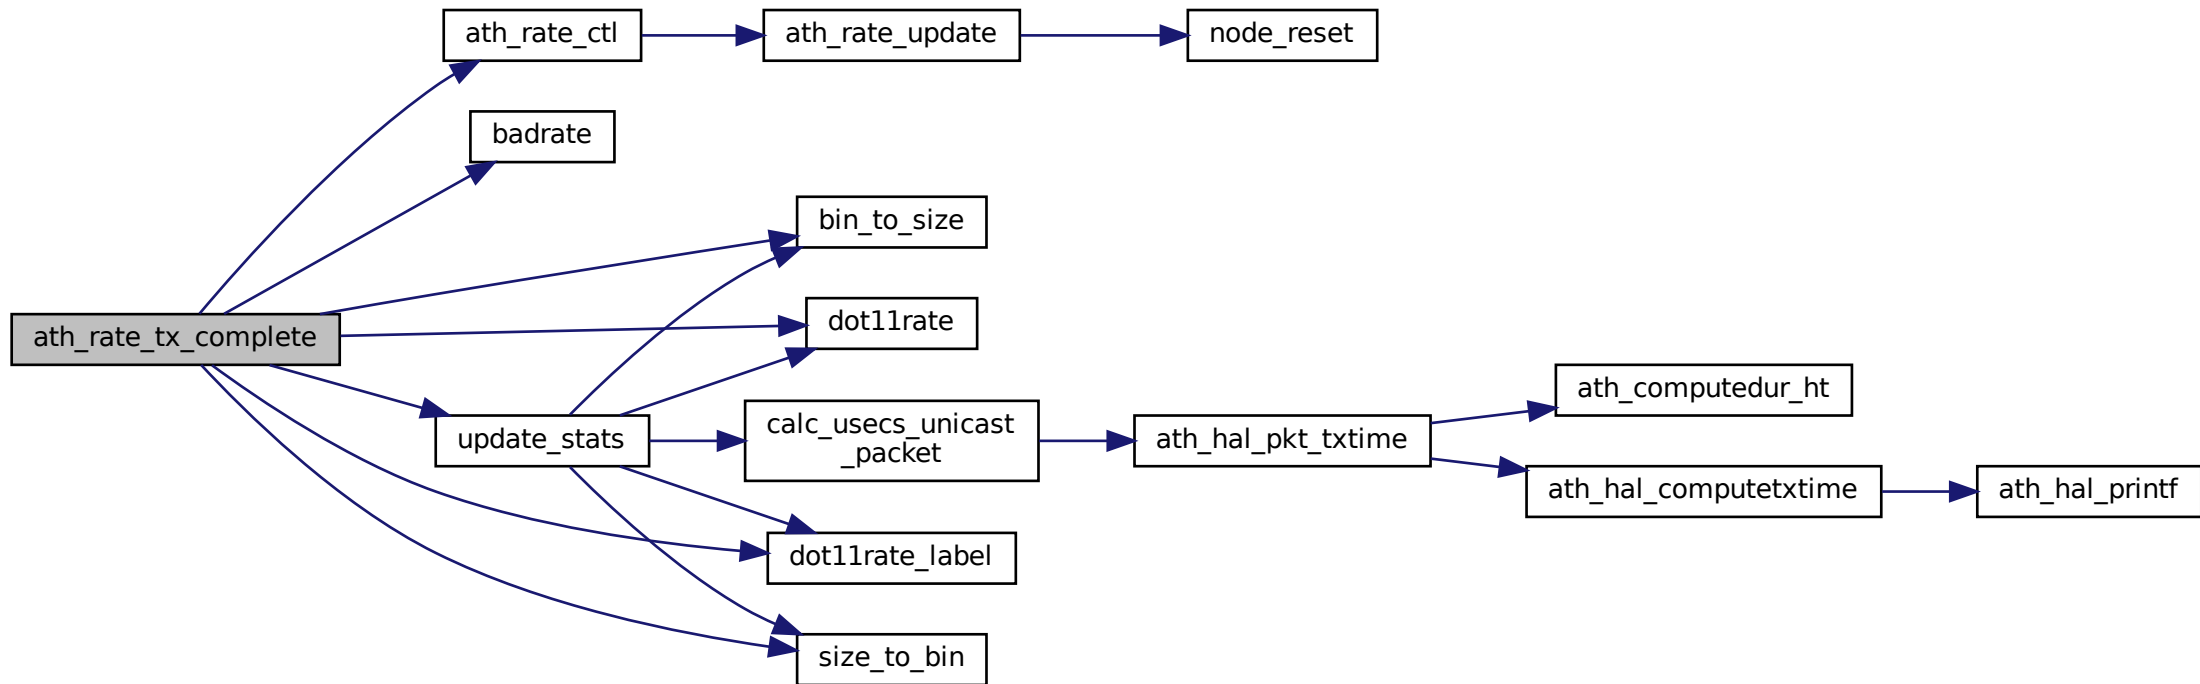 ath_rate_ctl
ath_rate_update
node_reset
badrate
bin_to_size
dot11rate
ath_rate_tx_complete
update_stats
calc_usecs_unicast
_packet
ath_hal_pkt_txtime
ath_computedur_ht
ath_hal_computetxtime
ath_hal_printf
dot11rate_label
size_to_bin